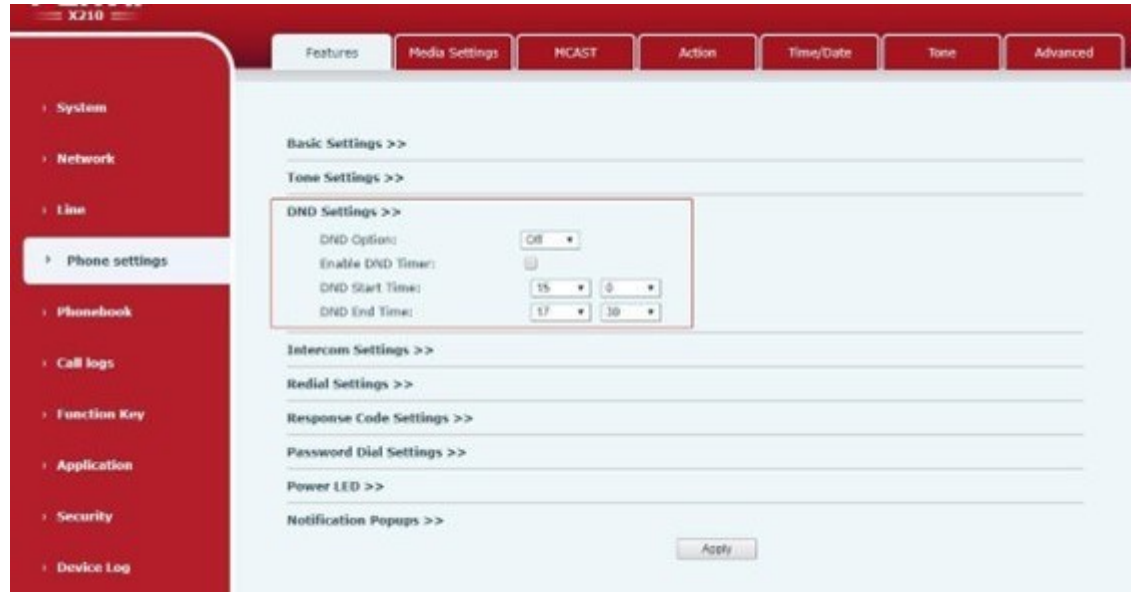 X210
Features Media Settings MCAST Action Time/Date Tone Advanced
› System
› Network
› Line
› Phone settings
› Phonebook
› Call logs
› Function Key
› Application
› Security
› Device Log
Basic Settings >>
Tone Settings >>
DND Settings >>
DND Option: Off
Enable DND Timer:
DND Start Time: 15 0
DND End Time: 17 30
Intercom Settings >>
Redial Settings >>
Response Code Settings >>
Password Dial Settings >>
Power LED >>
Notification Popups >>
Apply